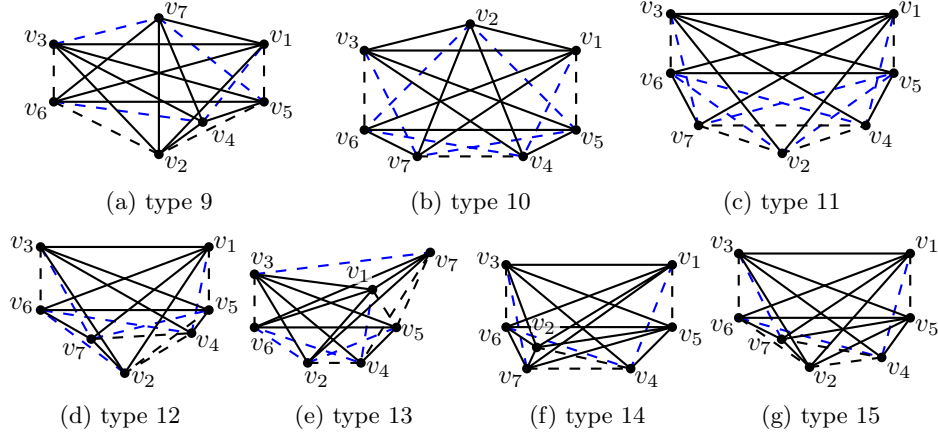 v7 v2
v3 v1 v3 v1 v3 v1
v6 v5 v6 v5 v6 v5
v4 v7 v4 v7 v4
v2 v2
(a) type 9 (b) type 10 (c) type 11
v3 v1 v3 v1 v7 v3 v1 v3 v1
v6 v5 v6 v5 v6 v2 v5 v6 v5
v7 v4 v2 v4 v7 v4 v7 v4
v2 v2
(d) type 12 (e) type 13 (f) type 14 (g) type 15